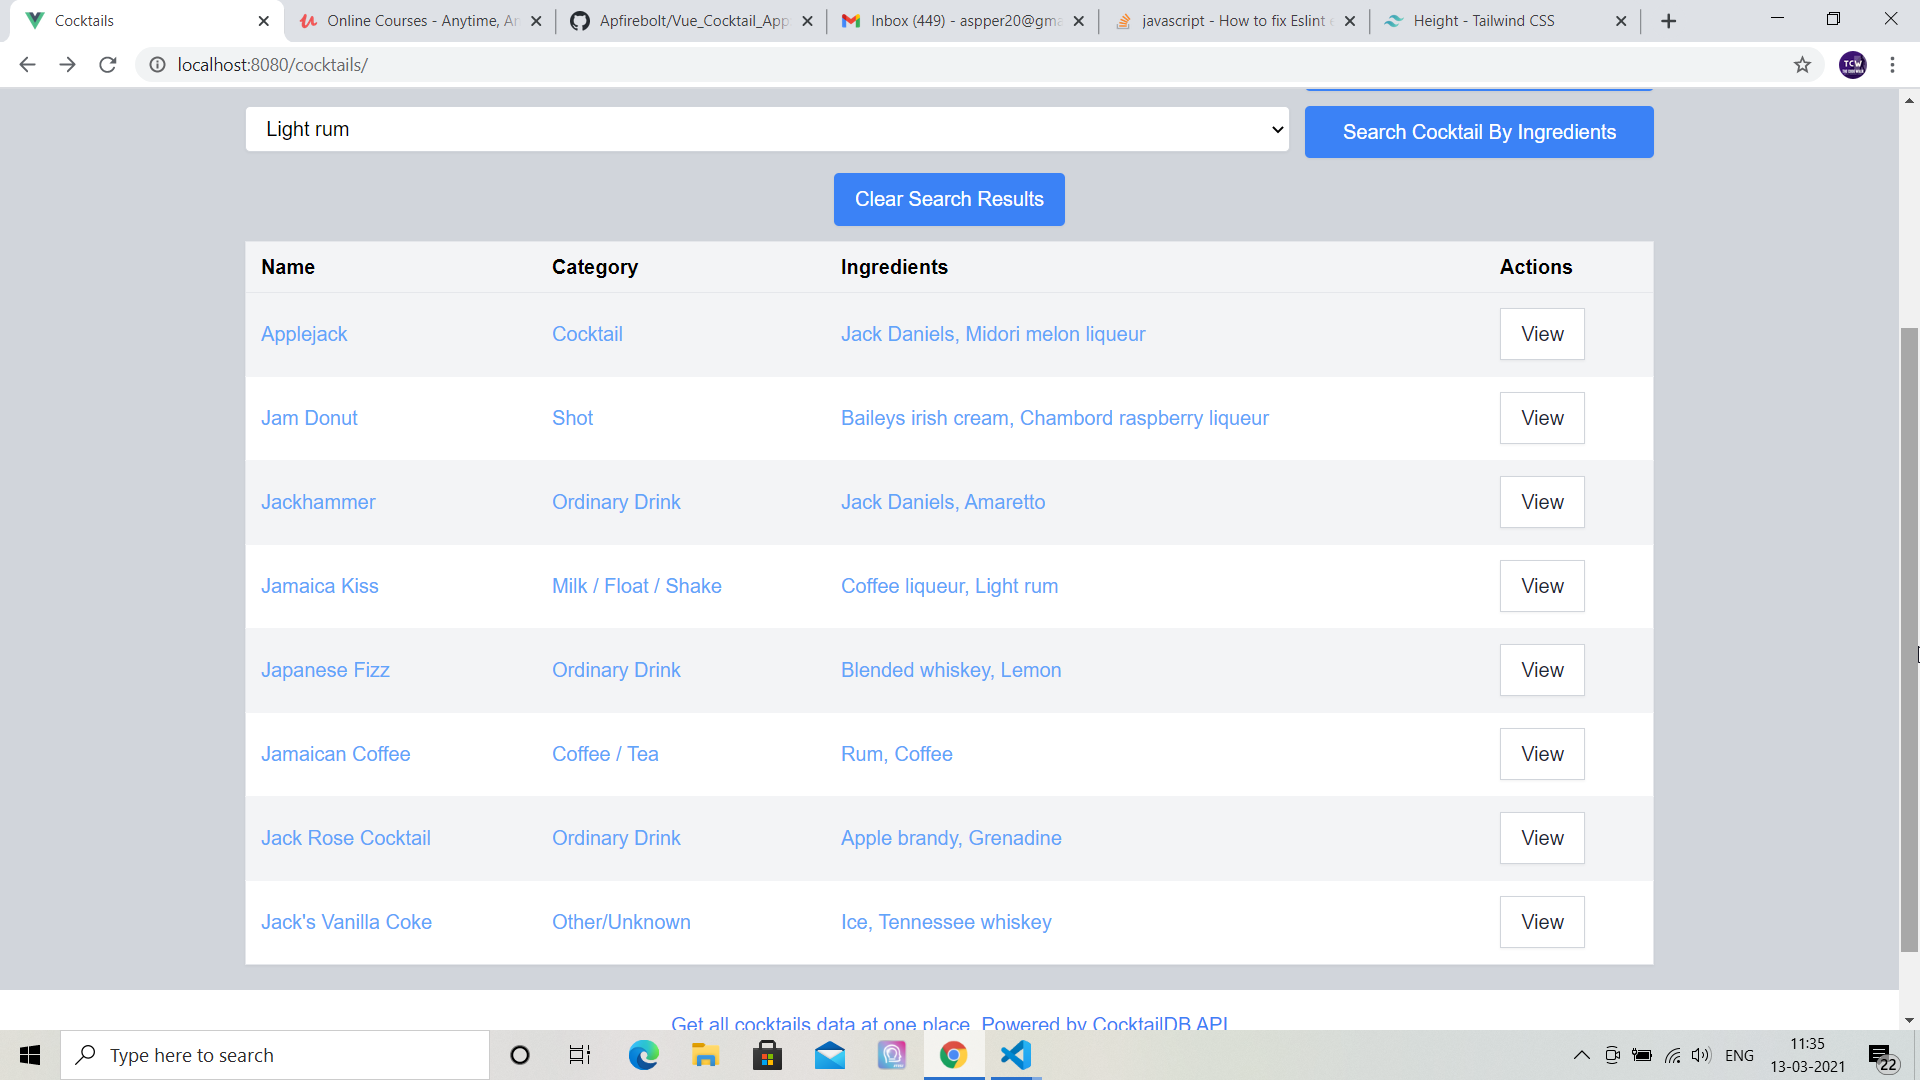 Cocktails
Online Courses - Anytime, An
Apfirebolt/Vue_Cocktail_App
Inbox (449) - aspper20@gma
javascript - How to fix Eslint e
Height - Tailwind CSS
localhost:8080/cocktails/
TCW
Light rum
Search Cocktail By Ingredients
Clear Search Results
Name Category Ingredients Actions
Applejack Cocktail Jack Daniels, Midori melon liqueur View
Jam Donut Shot Baileys irish cream, Chambord raspberry liqueur View
Jackhammer Ordinary Drink Jack Daniels, Amaretto View
Jamaica Kiss Milk / Float / Shake Coffee liqueur, Light rum View
Japanese Fizz Ordinary Drink Blended whiskey, Lemon View
Jamaican Coffee Coffee / Tea Rum, Coffee View
Jack Rose Cocktail Ordinary Drink Apple brandy, Grenadine View
Jack's Vanilla Coke Other/Unknown Ice, Tennessee whiskey View
Get all cocktails data at one place. Powered by CocktailDB API
Type here to search
ENG
11:35
13-03-2021
22